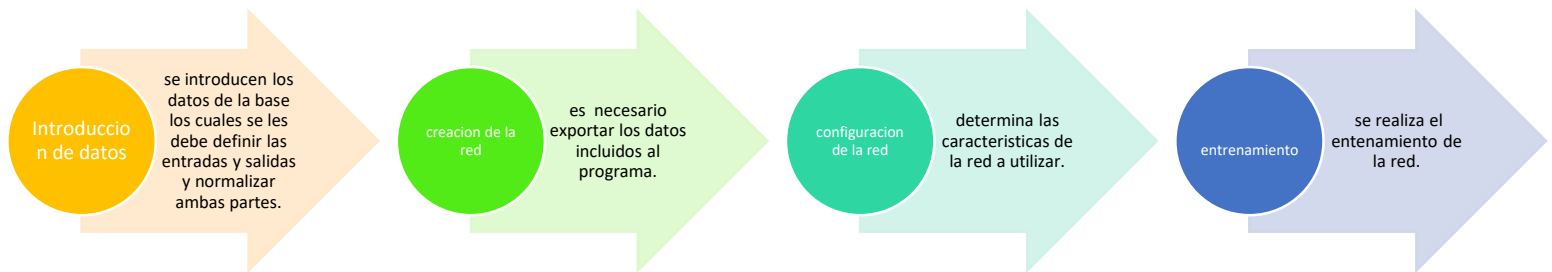 Introduccio
n de datos
se introducen los
datos de la base
los cuales se les
debe definir las
entradas y salidas
y normalizar
ambas partes.
creacion de la
red
es necesario
exportar los datos
incluidos al
programa.
configuracion
de la red
determina las
caracteristicas de
la red a utilizar.
entrenamiento
se realiza el
entenamiento de
la red.